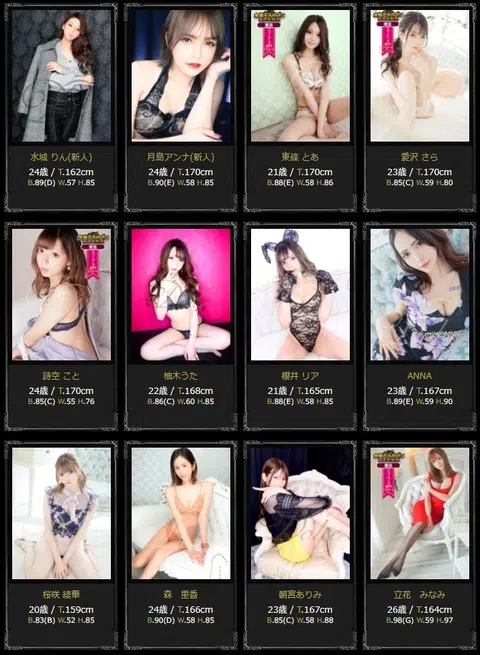 水城 りん(新人)
24歳 / T.162cm
B.89(D) W.57 H.85
月島アンナ(新人)
24歳 / T.170cm
B.90(E) W.58 H.85
東條 とあ
21歳 / T.170cm
B.88(E) W.58 H.86
愛沢 さら
23歳 / T.170cm
B.85(C) W.59 H.80
詩空 こと
24歳 / T.170cm
B.85(C) W.55 H.76
柚木うた
22歳 / T.168cm
B.86(C) W.60 H.85
櫻井 リア
21歳 / T.165cm
B.88(E) W.58 H.85
ANNA
23歳 / T.167cm
B.89(E) W.59 H.90
桜咲 綾華
20歳 / T.159cm
B.83(B) W.52 H.85
森 里香
24歳 / T.166cm
B.90(D) W.58 H.85
朝宮ありみ
23歳 / T.167cm
B.85(C) W.58 H.88
立花 みなみ
26歳 / T.164cm
B.98(G) W.59 H.97